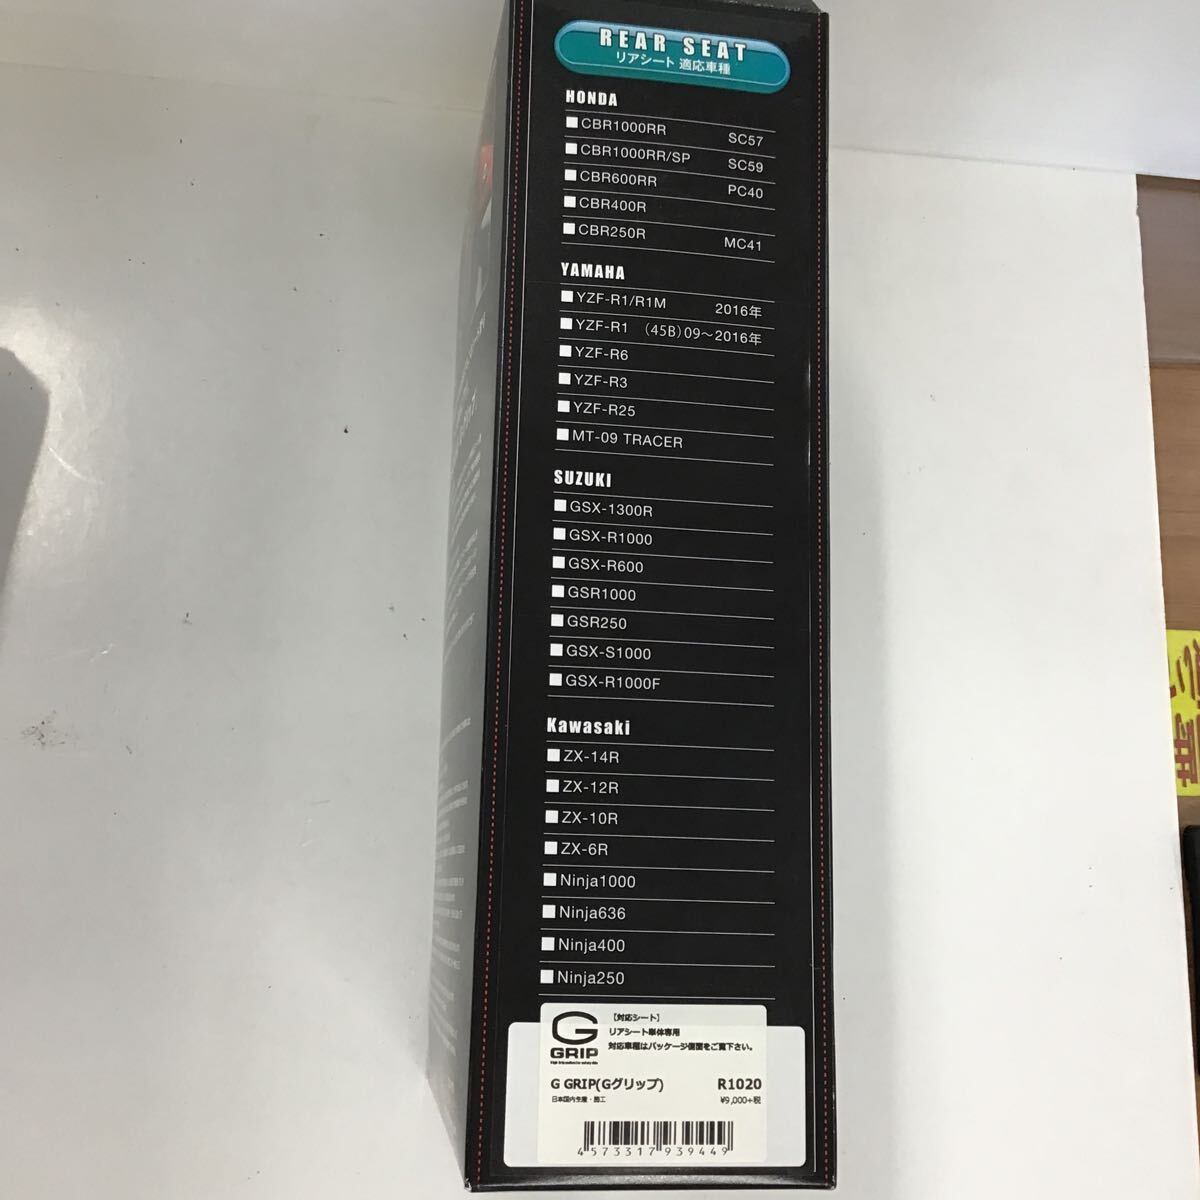 REAR SEAT
リアシート 適応車種
HONDA
CBR1000RR SC57
CBR1000RR/SP SC59
CBR600RR PC40
CBR400R
CBR250R MC41
YAMAHA
YZF-R1/R1M 2016年
YZF-R1 (45B)09〜2016年
YZF-R6
YZF-R3
YZF-R25
MT-09 TRACER
SUZUKI
GSX-1300R
GSX-R1000
GSX-R600
GSR1000
GSR250
GSX-S1000
GSX-R1000F
Kawasaki
ZX-14R
ZX-12R
ZX-10R
ZX-6R
Ninja1000
Ninja636
Ninja400
Ninja250
G GRIP
【対応シート】
リアシート車体専用
対応車種はパッケージ側面をご覧下さい。
G GRIP(Gグリップ) R1020
日本国内生産・加工 ¥9,000+税
4573317939449